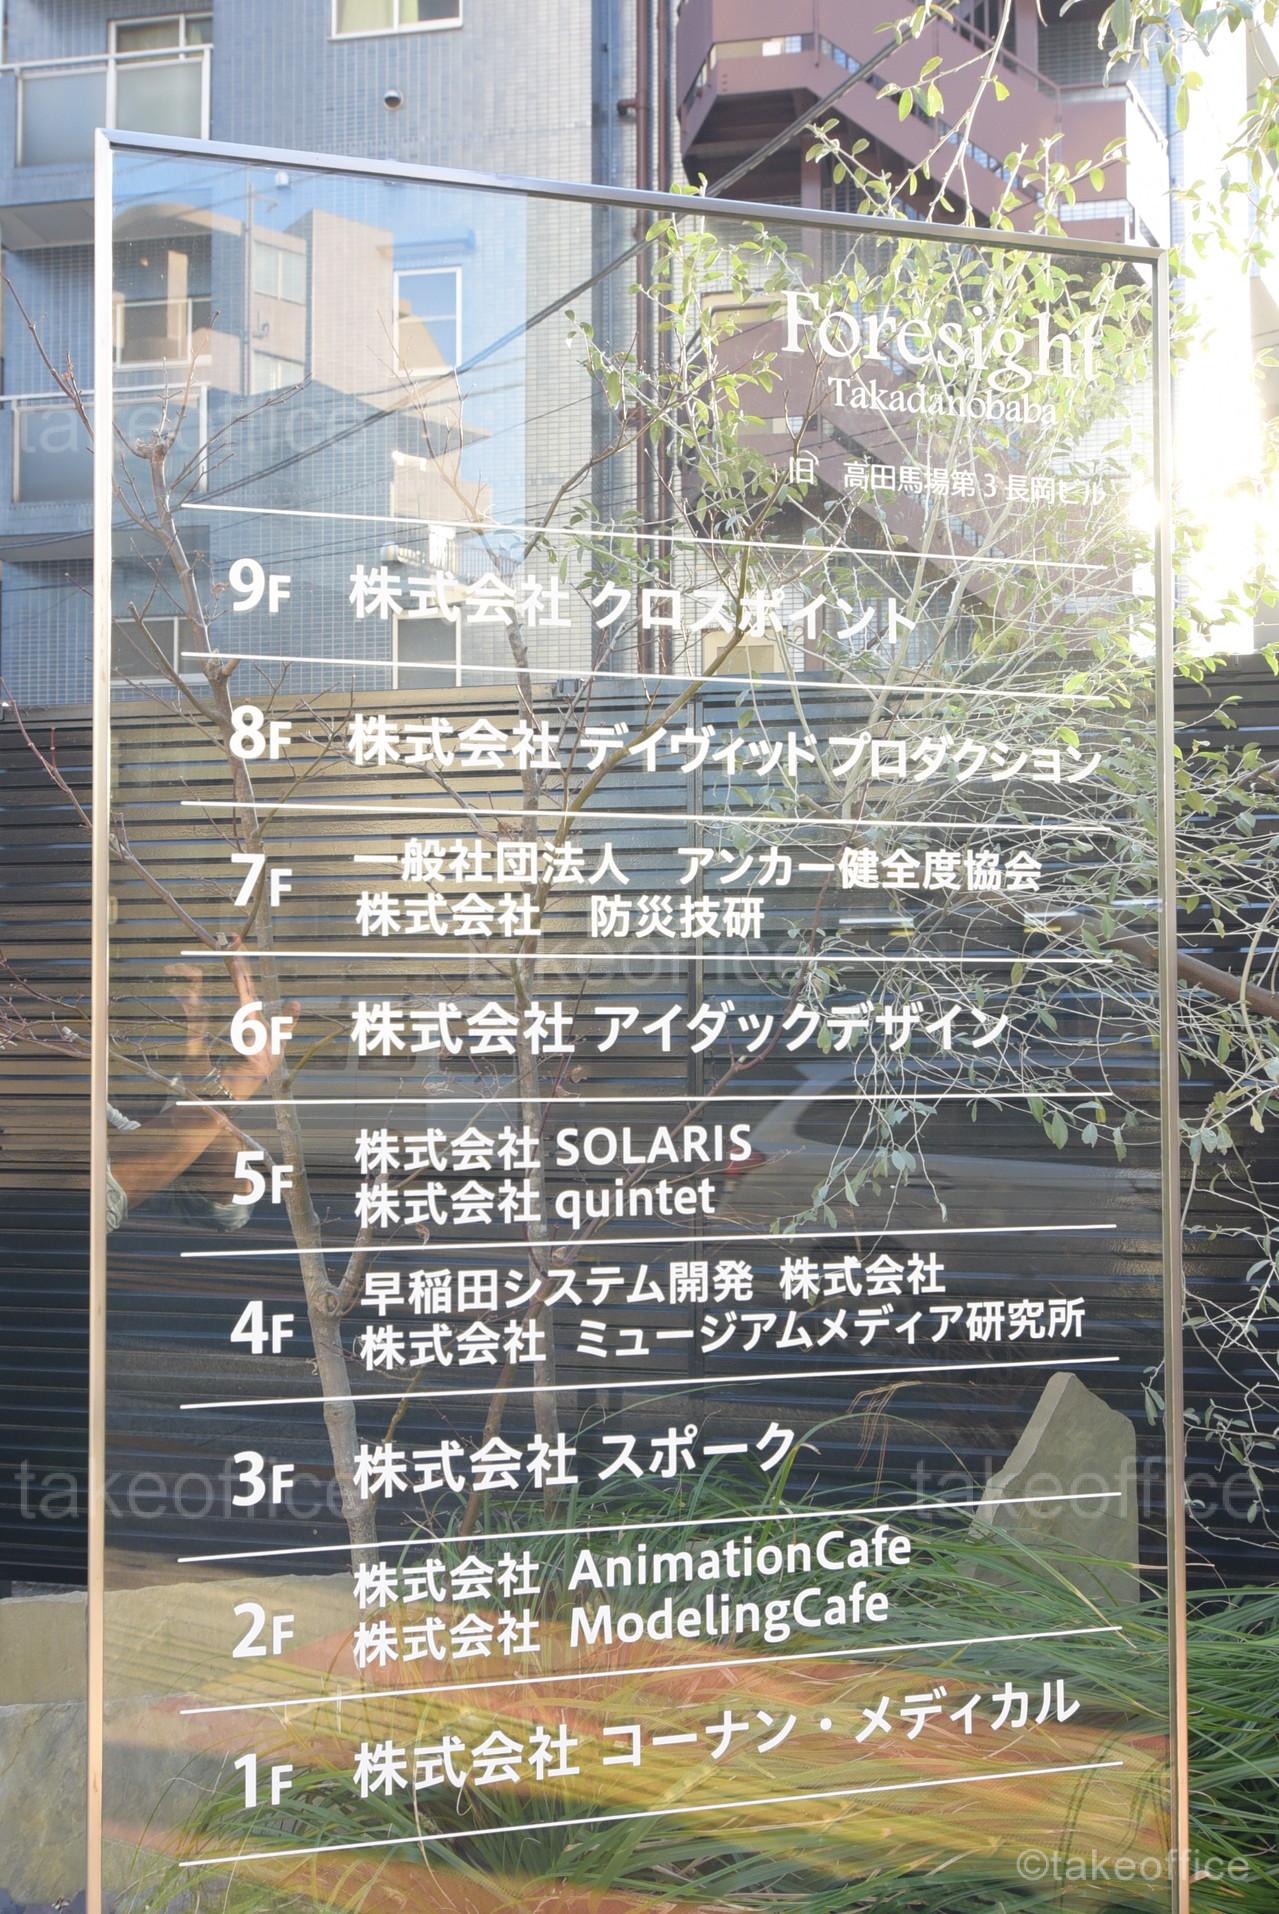 Foresight
Takadanobaba
旧 高田馬場第3長岡ビル
9F 株式会社 クロスポイント
8F 株式会社 デイヴィッド プロダクション
7F 一般社団法人 アンカー健全度協会
株式会社 防災技研
6F 株式会社 アイダックデザイン
5F 株式会社 SOLARIS
株式会社 quintet
4F 早稲田システム開発 株式会社
株式会社 ミュージアムメディア研究所
3F 株式会社 スポーク
2F 株式会社 AnimationCafe
株式会社 ModelingCafe
1F 株式会社 コーナン・メディカル
takeoffice
takeoffice
takeoffice
takeoffice
©takeoffice